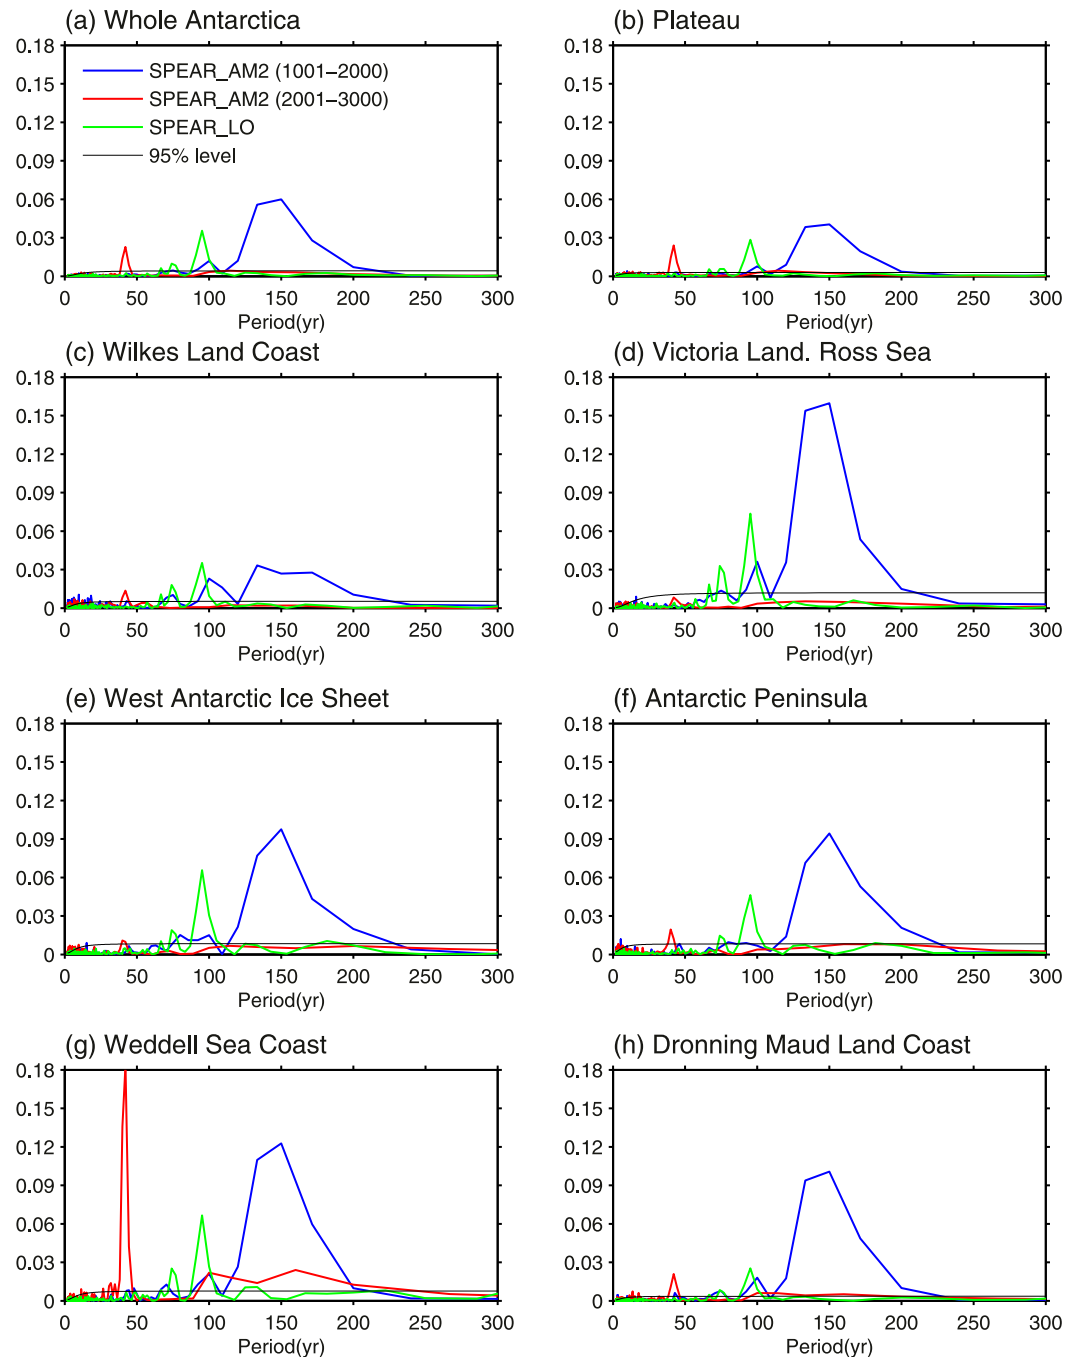 (a) Whole Antarctica
0.18
0.15
0.12
0.09
0.06
0.03
0
SPEAR_AM2 (1001–2000)
SPEAR_AM2 (2001–3000)
SPEAR_LO
95% level
0 50 100 150 200 250 300
Period(yr)
(b) Plateau
0.18
0.15
0.12
0.09
0.06
0.03
0
0 50 100 150 200 250 300
Period(yr)
(c) Wilkes Land Coast
0.18
0.15
0.12
0.09
0.06
0.03
0
0 50 100 150 200 250 300
Period(yr)
(d) Victoria Land. Ross Sea
0.18
0.15
0.12
0.09
0.06
0.03
0
0 50 100 150 200 250 300
Period(yr)
(e) West Antarctic Ice Sheet
0.18
0.15
0.12
0.09
0.06
0.03
0
0 50 100 150 200 250 300
Period(yr)
(f) Antarctic Peninsula
0.18
0.15
0.12
0.09
0.06
0.03
0
0 50 100 150 200 250 300
Period(yr)
(g) Weddell Sea Coast
0.18
0.15
0.12
0.09
0.06
0.03
0
0 50 100 150 200 250 300
Period(yr)
(h) Dronning Maud Land Coast
0.18
0.15
0.12
0.09
0.06
0.03
0
0 50 100 150 200 250 300
Period(yr)